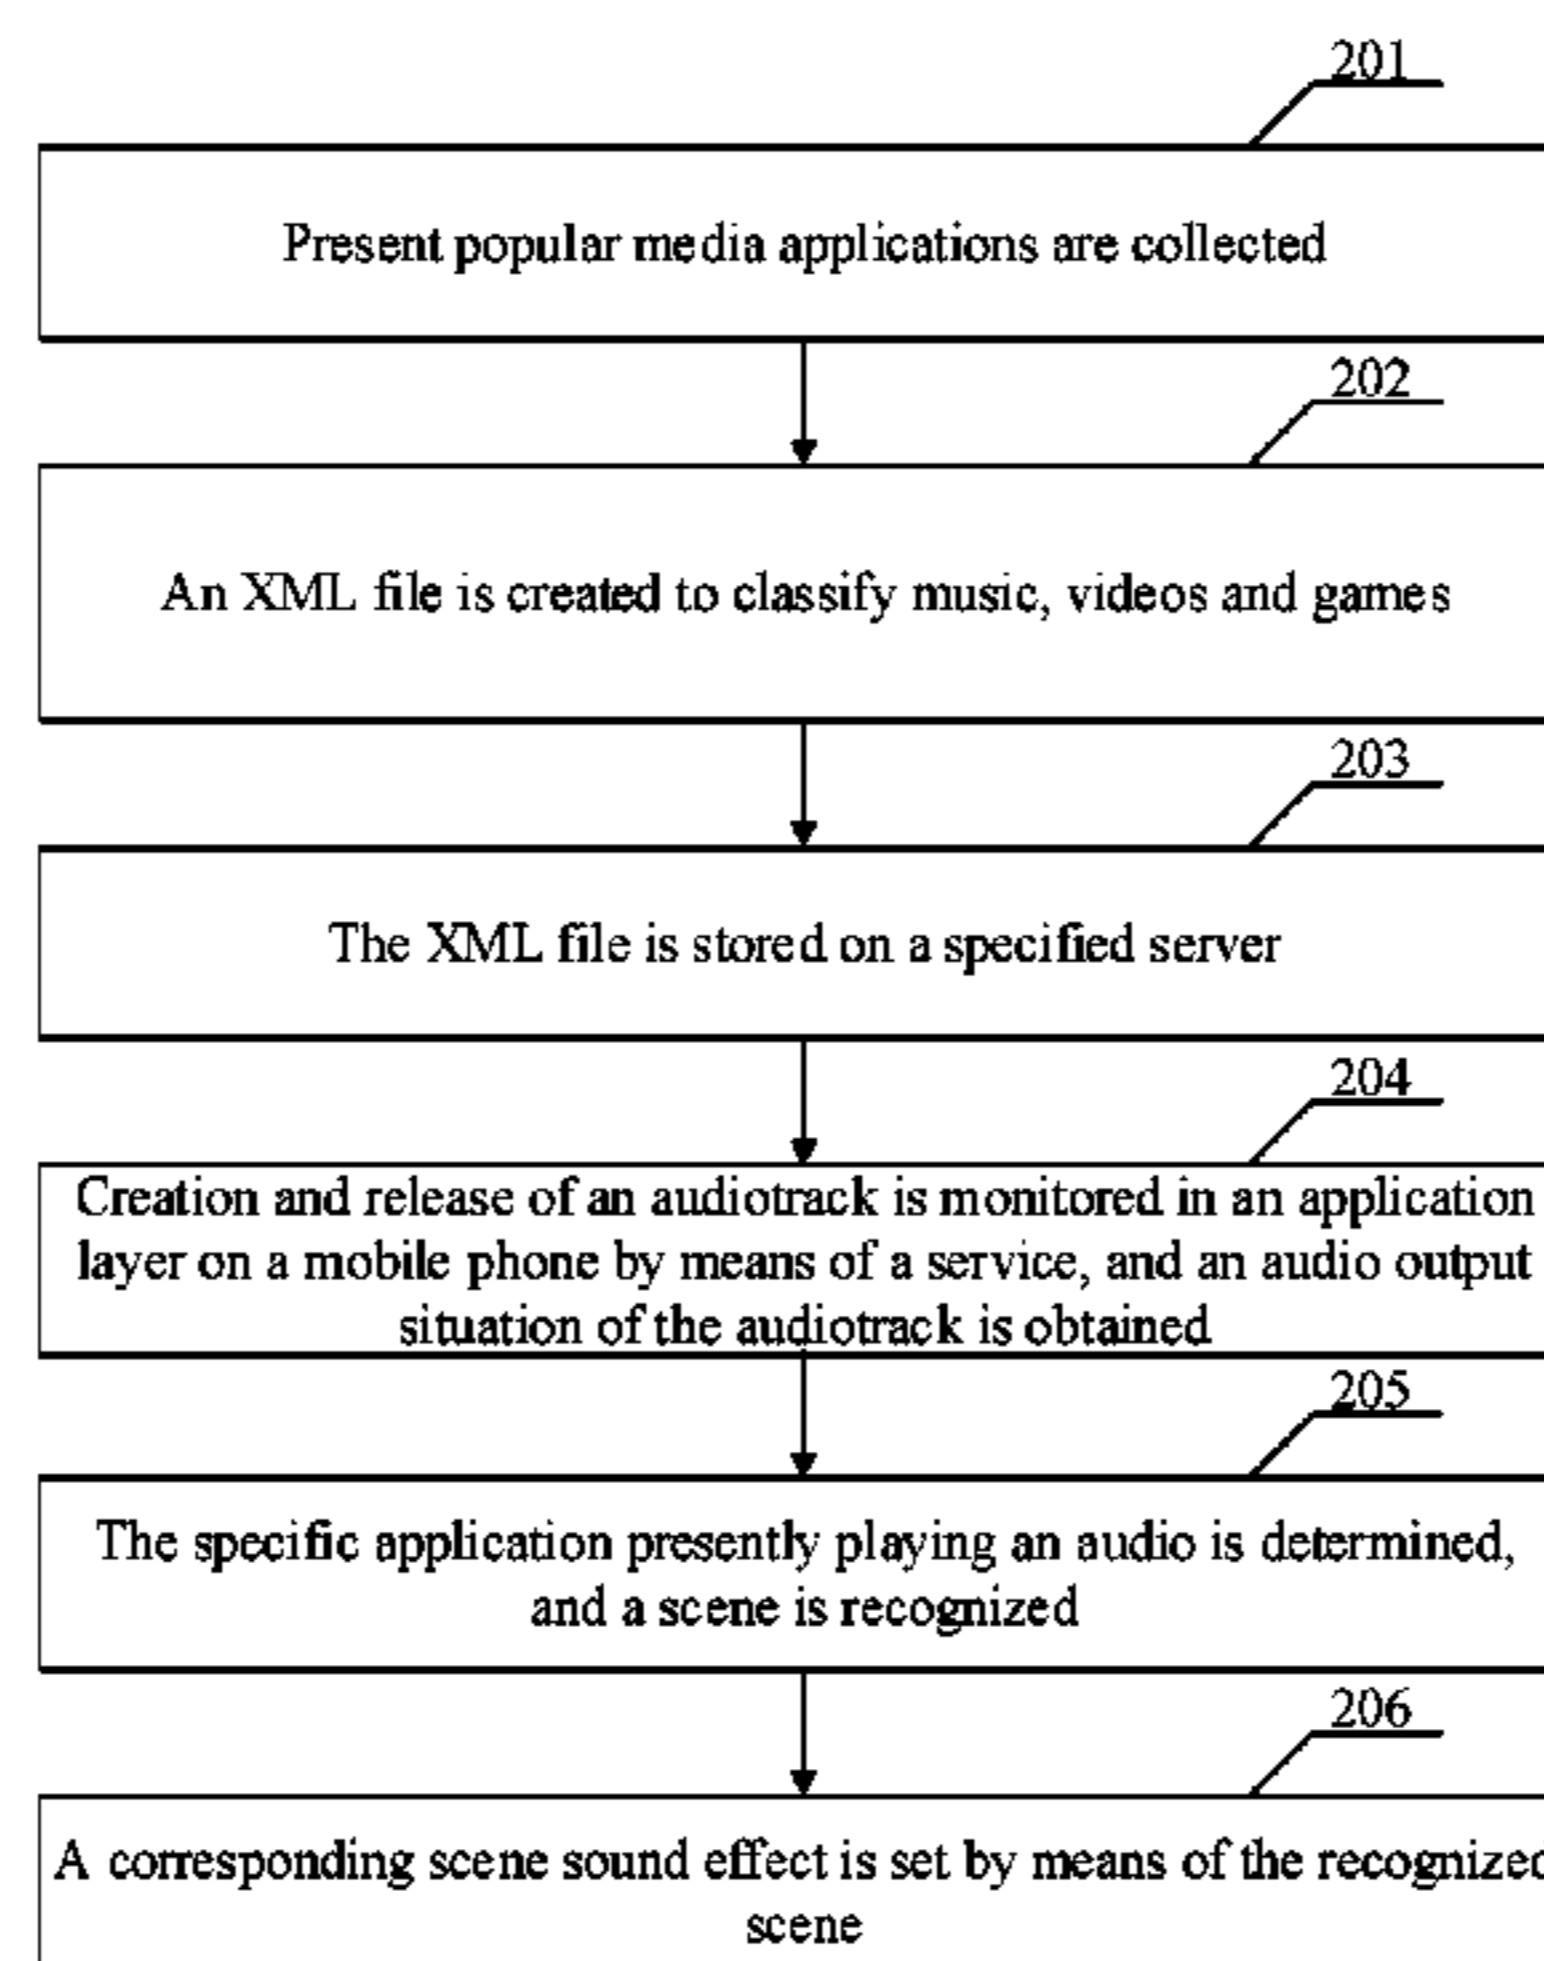 201
Present popular media applications are collected
202
An XML file is created to classify music, videos and games
203
The XML file is stored on a specified server
204
Creation and release of an audiotrack is monitored in an application
layer on a mobile phone by means of a service, and an audio output
situation of the audiotrack is obtained
205
The specific application presently playing an audio is determined,
and a scene is recognized
206
A corresponding scene sound effect is set by means of the recognized
scene